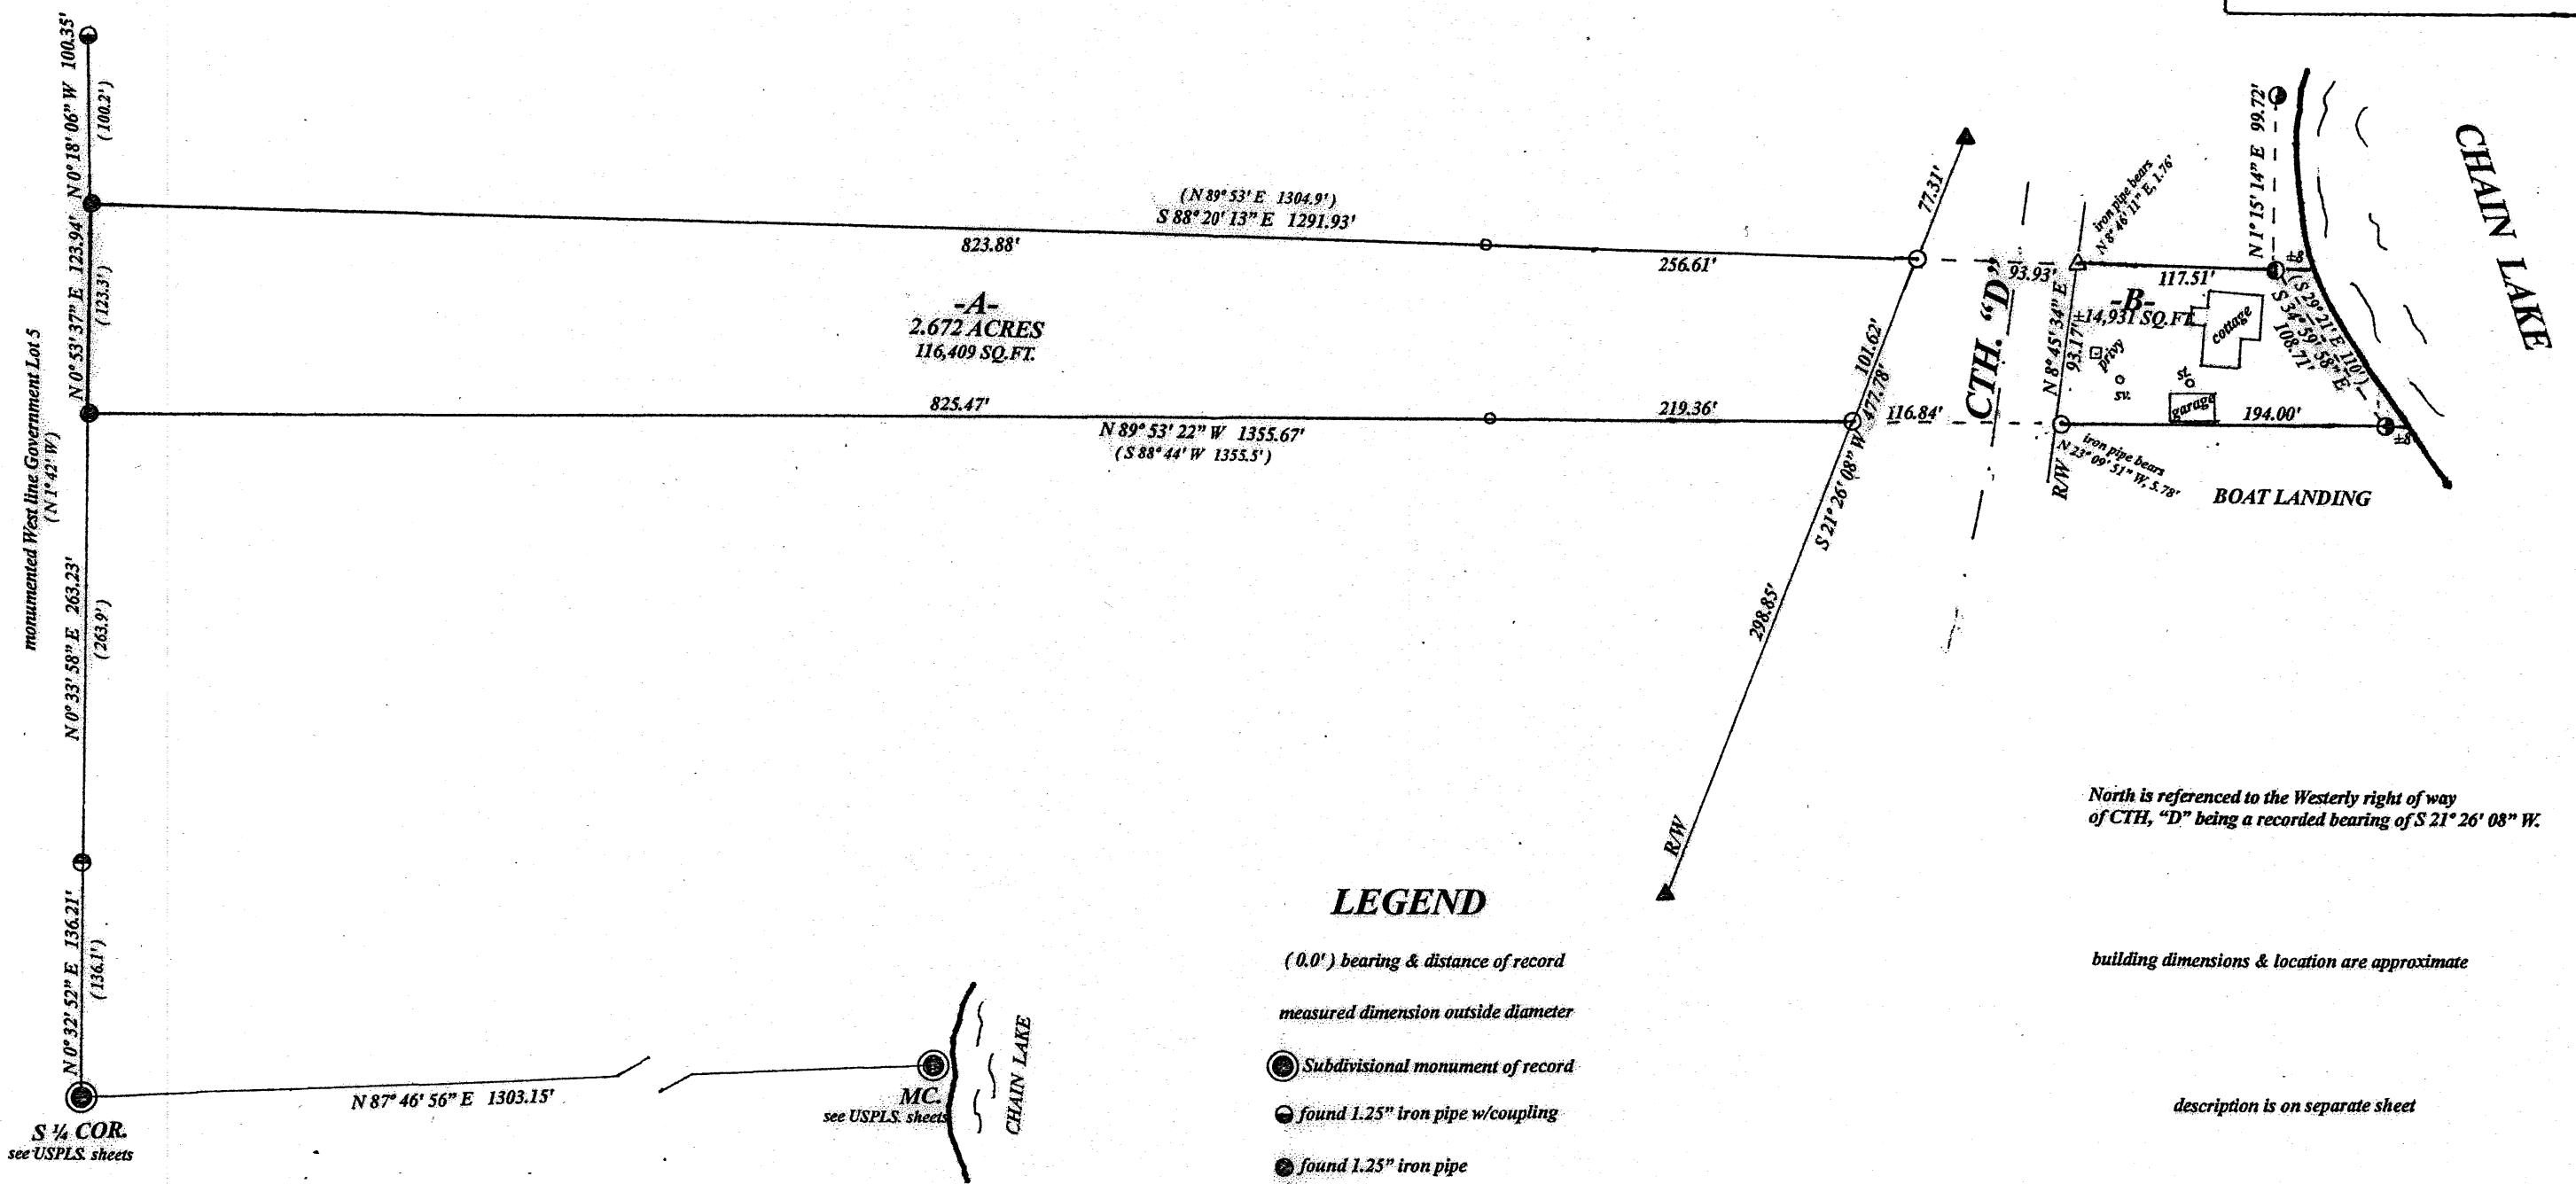 N 0° 18' 06" W 100.35'
(100.2')
N 0° 53' 37" E 123.94'
(123.3')
monumented West line Government Lot 5
(N 1° 42' W)
N 0° 33' 58" E 263.23'
(263.9')
N 0° 32' 52" E 136.21'
(136.1')
S ¼ COR.
see USPLS. sheets
N 87° 46' 56" E 1303.15'
MC.
see USPLS. sheets
CHAIN LAKE
(N 89° 53' E 1304.9')
S 88° 20' 13" E 1291.93'
823.88'
256.61'
-A-
2.672 ACRES
116,409 SQ.FT.
825.47'
219.36'
N 89° 53' 22" W 1355.67'
(S 88° 44' W 1355.5')
77.31'
101.62'
477.78'
S 21° 26' 08" W
298.85'
R/W
CTH. "D"
93.93'
116.84'
iron pipe bears
N 8° 46' 11" E, 1.76'
N 8° 45' 34" E
93.17'
117.51'
-B-
±14,931 SQ.FT.
cottage
privy
sv.
st.
garage
194.00'
N 1° 15' 14" E 99.72'
±8
(S 29° 21' E 110')
S 34° 59' 58" E
108.71'
±8
iron pipe bears
N 23° 09' 51" W, 5.78'
R/W
BOAT LANDING
CHAIN LAKE
North is referenced to the Westerly right of way
of CTH, "D" being a recorded bearing of S 21° 26' 08" W.
building dimensions & location are approximate
description is on separate sheet
LEGEND
( 0.0' ) bearing & distance of record
measured dimension outside diameter
Subdivisional monument of record
found 1.25" iron pipe w/coupling
found 1.25" iron pipe